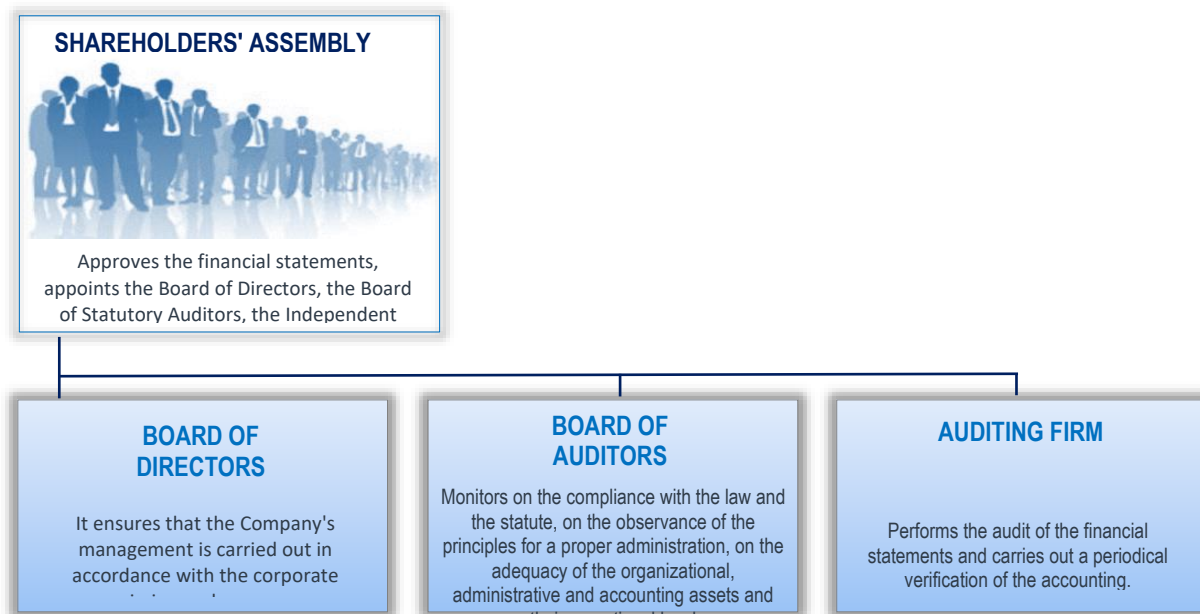 SHAREHOLDERS' ASSEMBLY
Approves the financial statements,
appoints the Board of Directors, the Board
of Statutory Auditors, the Independent
BOARD OF
DIRECTORS
It ensures that the Company's
management is carried out in
accordance with the corporate
BOARD OF
AUDITORS
Monitors on the compliance with the law and
the statute, on the observance of the
principles for a proper administration, on the
adequacy of the organizational,
administrative and accounting assets and
AUDITING FIRM
Performs the audit of the financial
statements and carries out a periodical
verification of the accounting.